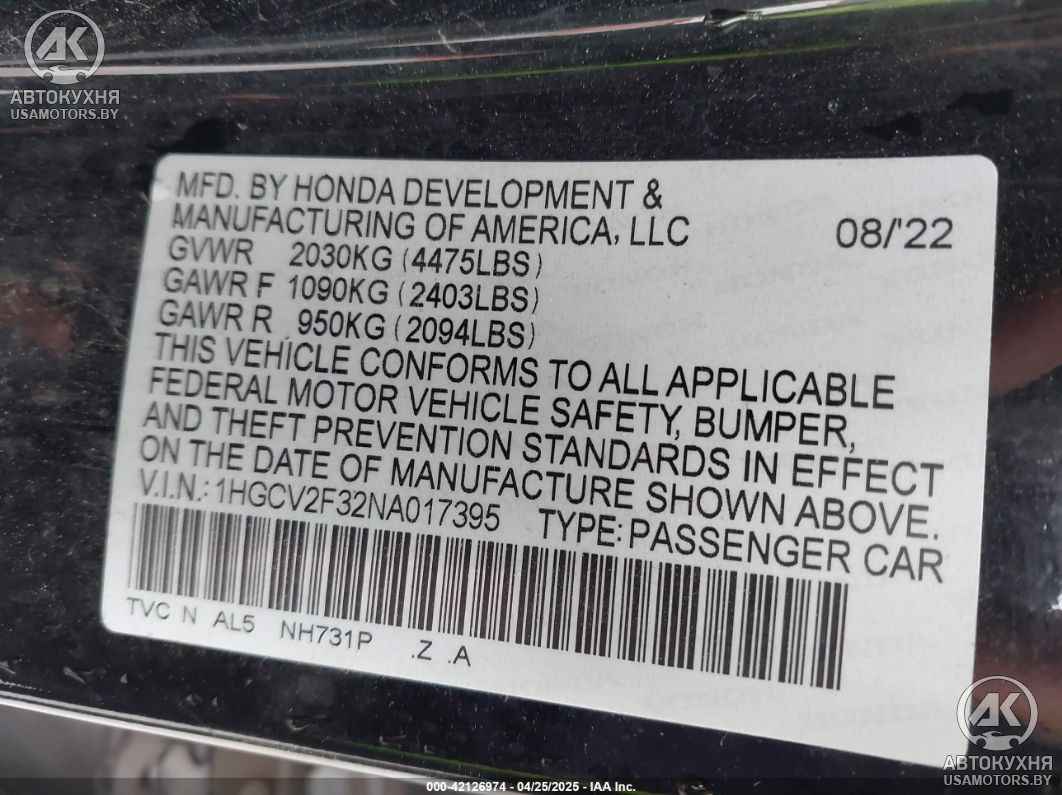 AK
АВТОКУХНЯ
USAMOTORS.BY
MFD. BY HONDA DEVELOPMENT &
MANUFACTURING OF AMERICA, LLC 08/'22
GVWR 2030KG (4475LBS)
GAWR F 1090KG (2403LBS)
GAWR R 950KG (2094LBS)
THIS VEHICLE CONFORMS TO ALL APPLICABLE
FEDERAL MOTOR VEHICLE SAFETY, BUMPER,
AND THEFT PREVENTION STANDARDS IN EFFECT
ON THE DATE OF MANUFACTURE SHOWN ABOVE.
V.I.N.: 1HGCV2F32NA017395 TYPE: PASSENGER CAR
TVC N AL5 NH731P .Z .A
AK
АВТОКУХНЯ
USAMOTORS.BY
000-42126974 - 04/25/2025 - IAA Inc.